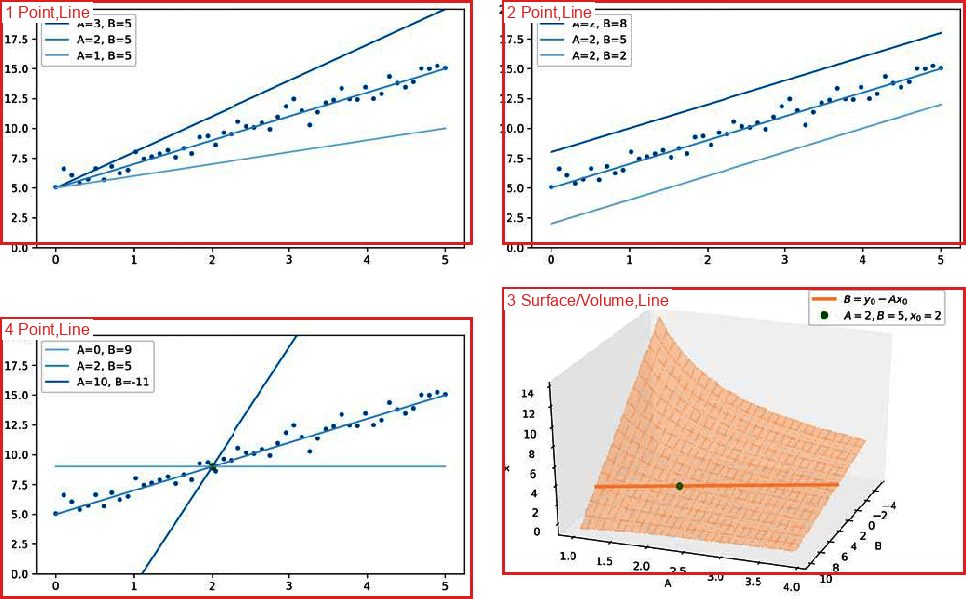 1 Point,Line
A=3, B=5
A=2, B=5
A=1, B=5
17.5
15.0
12.5
10.0
7.5
5.0
2.5
0.0
0 1 2 3 4 5
2 Point,Line
A=2, B=8
A=2, B=5
A=2, B=2
17.5
15.0
12.5
10.0
7.5
5.0
2.5
0.0
0 1 2 3 4 5
4 Point,Line
A=0, B=9
A=2, B=5
A=10, B=-11
17.5
12.5
10.0
7.5
5.0
2.5
0.0
0 1 2 3 4 5
3 Surface/Volume,Line
B = y₀ − Ax₀
A = 2, B = 5, x₀ = 2
14
12
10
8
6
4
2
0
x
1.0 1.5 2.0 2.5 3.0 3.5 4.0
A
−4
−2
0
2
4
6
8
10
B